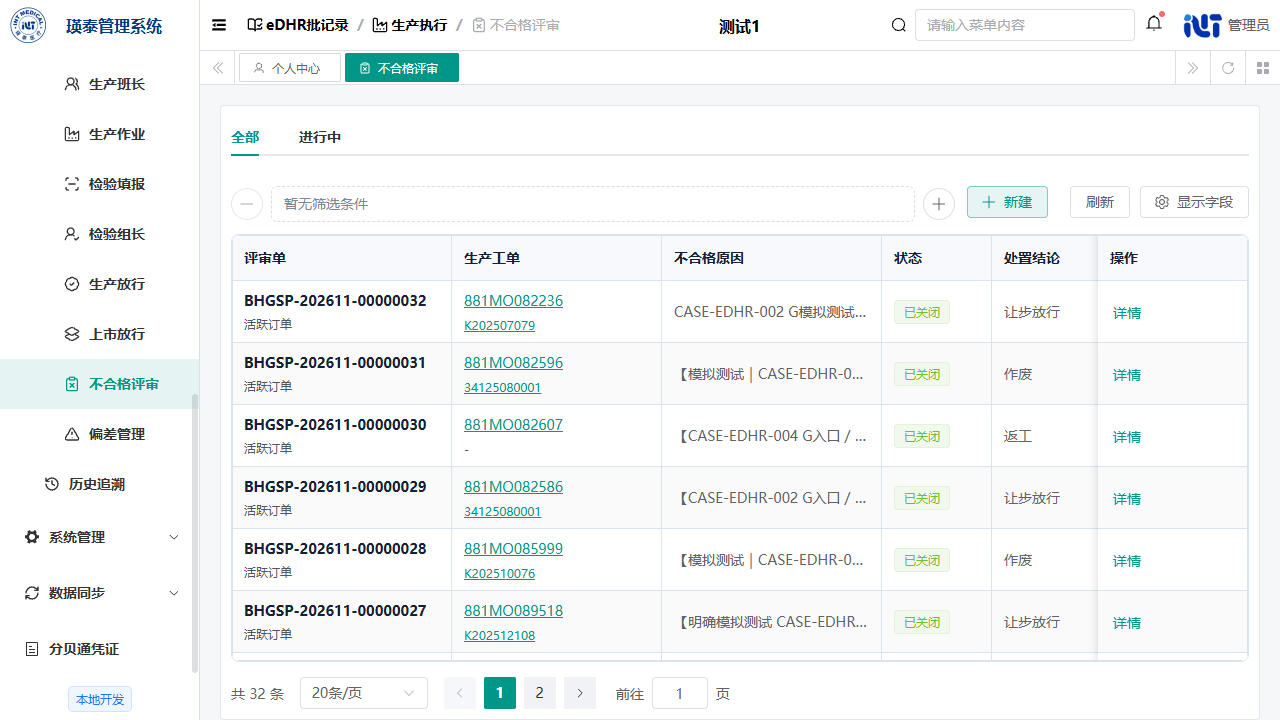 瑛泰管理系统
eDHR批记录 / 生产执行 / 不合格评审
测试1
请输入菜单内容
管理员
个人中心
不合格评审
生产班长
生产作业
检验填报
检验组长
生产放行
上市放行
不合格评审
偏差管理
历史追溯
系统管理
数据同步
分贝通凭证
本地开发
全部
进行中
暂无筛选条件
新建
刷新
显示字段
评审单 生产工单 不合格原因 状态 处置结论 操作
BHGSP-202611-00000032 881MO082236 CASE-EDHR-002 G模拟测试... 已关闭 让步放行 详情
活跃订单 K202507079
BHGSP-202611-00000031 881MO082596 【模拟测试|CASE-EDHR-0... 已关闭 作废 详情
活跃订单 34125080001
BHGSP-202611-00000030 881MO082607 【CASE-EDHR-004 G入口 / ... 已关闭 返工 详情
活跃订单 -
BHGSP-202611-00000029 881MO082586 【CASE-EDHR-002 G入口 / ... 已关闭 让步放行 详情
活跃订单 34125080001
BHGSP-202611-00000028 881MO085999 【模拟测试|CASE-EDHR-0... 已关闭 作废 详情
活跃订单 K202510076
BHGSP-202611-00000027 881MO089518 【明确模拟测试 CASE-EDHR... 已关闭 让步放行 详情
活跃订单 K202512108
共 32 条 20条/页 1 2 前往 1 页